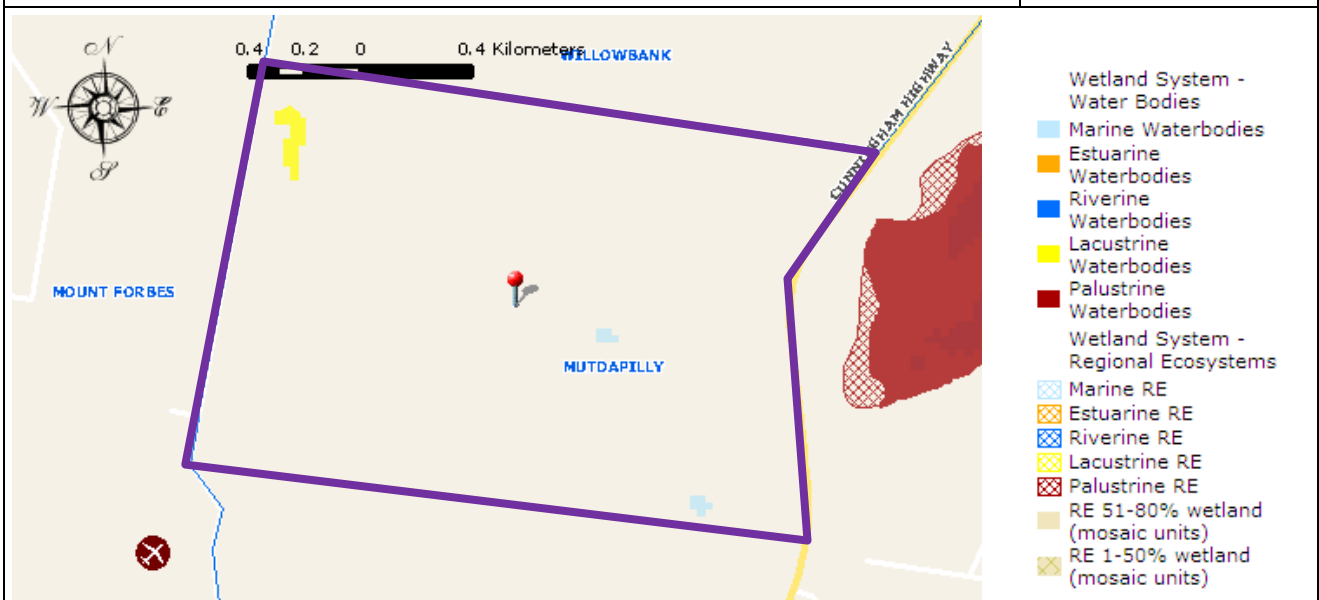 N
W
E
S
0.4 0.2 0 0.4 Kilometers
WILLOWBANK
CUNNINGHAM HIGHWAY
MOUNT FORBES
MUTDAPILLY
Wetland System -
Water Bodies
Marine Waterbodies
Estuarine
Waterbodies
Riverine
Waterbodies
Lacustrine
Waterbodies
Palustrine
Waterbodies
Wetland System -
Regional Ecosystems
Marine RE
Estuarine RE
Riverine RE
Lacustrine RE
Palustrine RE
RE 51-80% wetland
(mosaic units)
RE 1-50% wetland
(mosaic units)